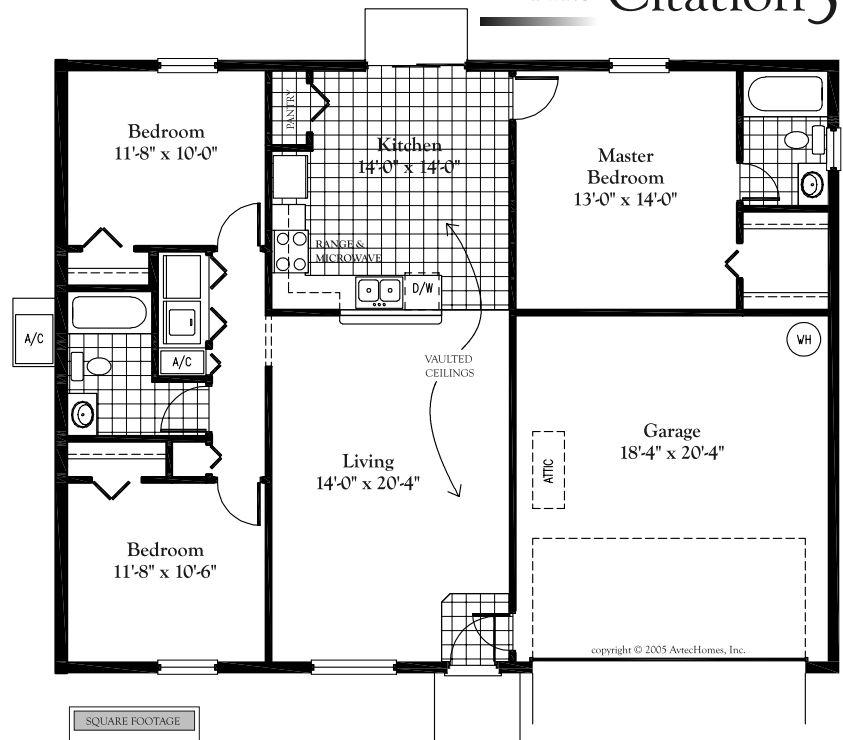 Citation 3
Bedroom
11'-8" x 10'-0"
PANTRY
Kitchen
14'-0" x 14'-0"
Master
Bedroom
13'-0" x 14'-0"
RANGE &
MICROWAVE
D/W
A/C
A/C
WH
VAULTED
CEILINGS
Garage
18'-4" x 20'-4"
ATTIC
Living
14'-0" x 20'-4"
Bedroom
11'-8" x 10'-6"
copyright © 2005 AvtecHomes, Inc.
SQUARE FOOTAGE